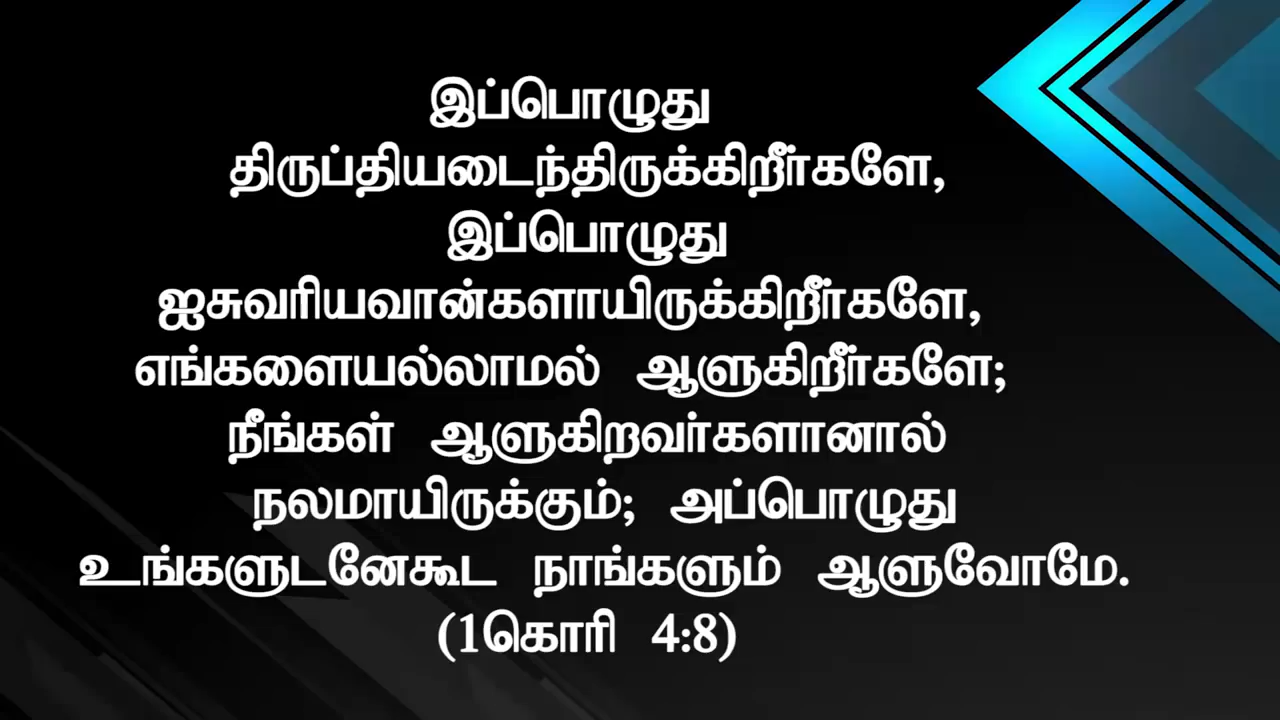 இப்பொழுது
திருப்தியடைந்திருக்கிறீர்களே,
இப்பொழுது
ஐசுவரியவான்களாயிருக்கிறீர்களே,
எங்களையல்லாமல் ஆளுகிறீர்களே;
நீங்கள் ஆளுகிறவர்களானால்
நலமாயிருக்கும்; அப்பொழுது
உங்களுடனேகூட நாங்களும் ஆளுவோமே.
(1கொரி 4:8)